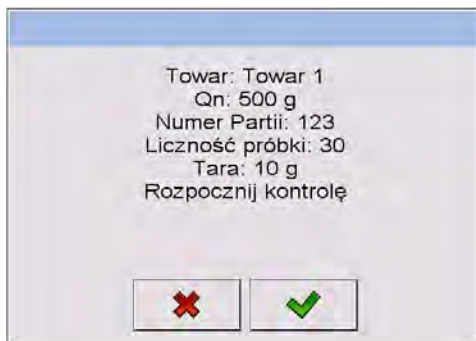 Towar: Towar 1
Qn: 500 g
Numer Partii: 123
Liczność próbki: 30
Tara: 10 g
Rozpocznij kontrolę